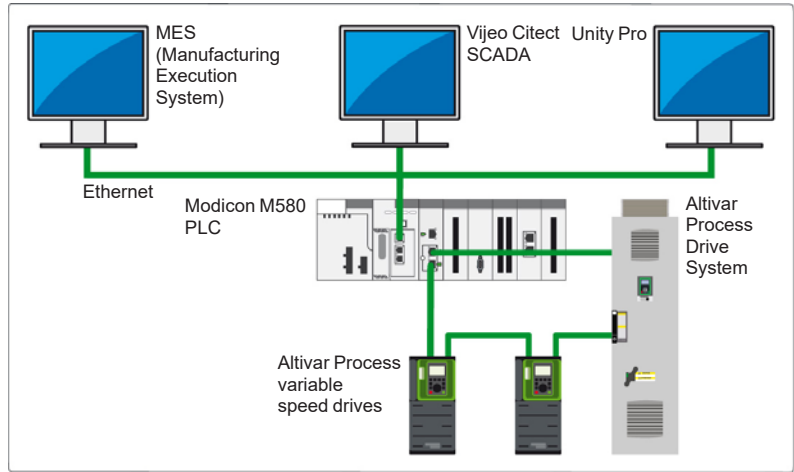 MES
(Manufacturing
Execution
System)
Vijeo Citect
SCADA
Unity Pro
Ethernet
Modicon M580
PLC
Altivar
Process
Drive
System
Altivar Process
variable
speed drives